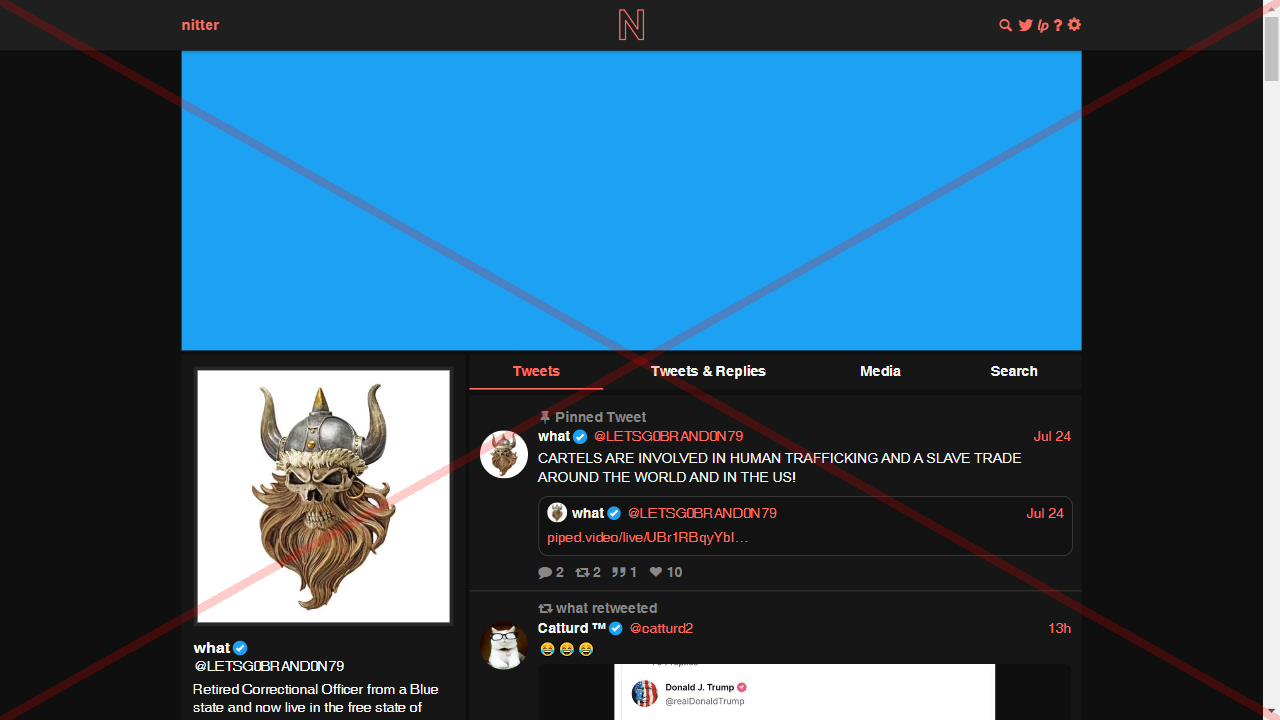 nitter
N
lp ?
Tweets
Tweets & Replies
Media
Search
Pinned Tweet
what @LETSG0BRAND0N79 Jul 24
CARTELS ARE INVOLVED IN HUMAN TRAFFICKING AND A SLAVE TRADE
AROUND THE WORLD AND IN THE US!
what @LETSG0BRAND0N79 Jul 24
piped.video/live/UBr1RBqyYbI…
2 2 1 10
what retweeted
Catturd ™ @catturd2 13h
😂😂😂
Donald J. Trump
@realDonaldTrump
what
@LETSG0BRAND0N79
Retired Correctional Officer from a Blue
state and now live in the free state of